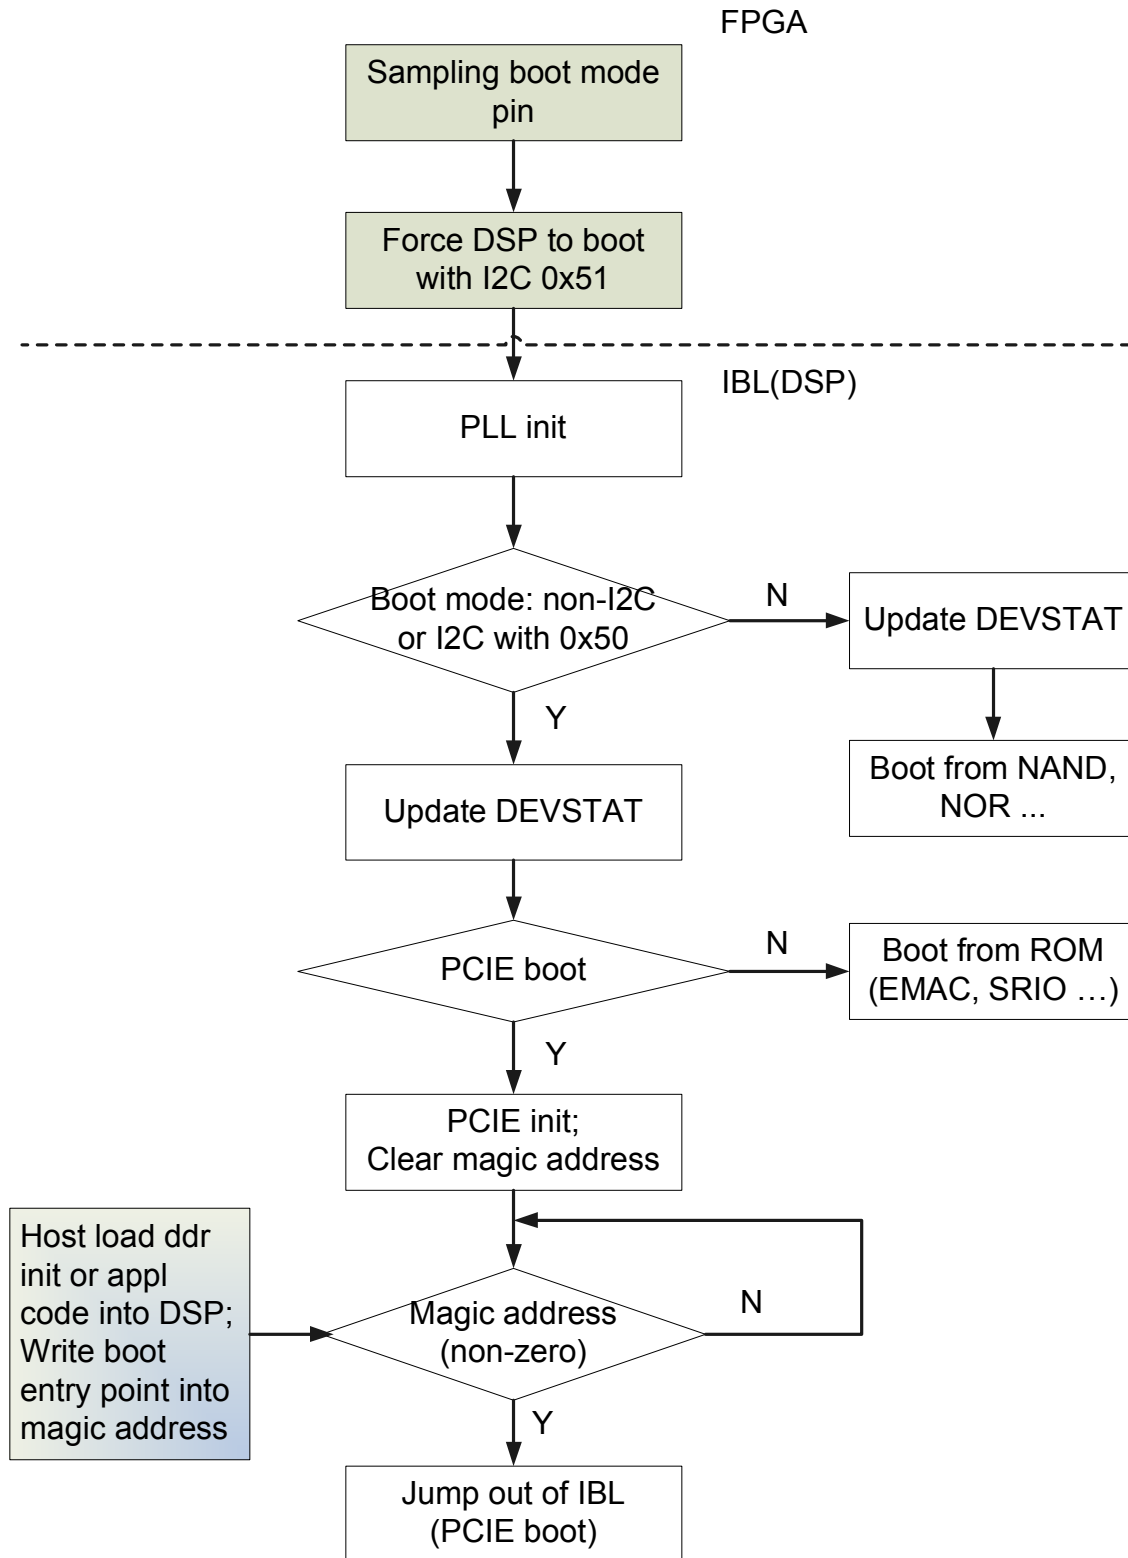 FPGA
Sampling boot mode
pin
Force DSP to boot
with I2C 0x51
IBL(DSP)
PLL init
Boot mode: non-I2C
or I2C with 0x50
N
Update DEVSTAT
Y
Boot from NAND,
NOR ...
Update DEVSTAT
PCIE boot
N
Boot from ROM
(EMAC, SRIO …)
Y
PCIE init;
Clear magic address
Host load ddr
init or appl
code into DSP;
Write boot
entry point into
magic address
Magic address
(non-zero)
N
Y
Jump out of IBL
(PCIE boot)